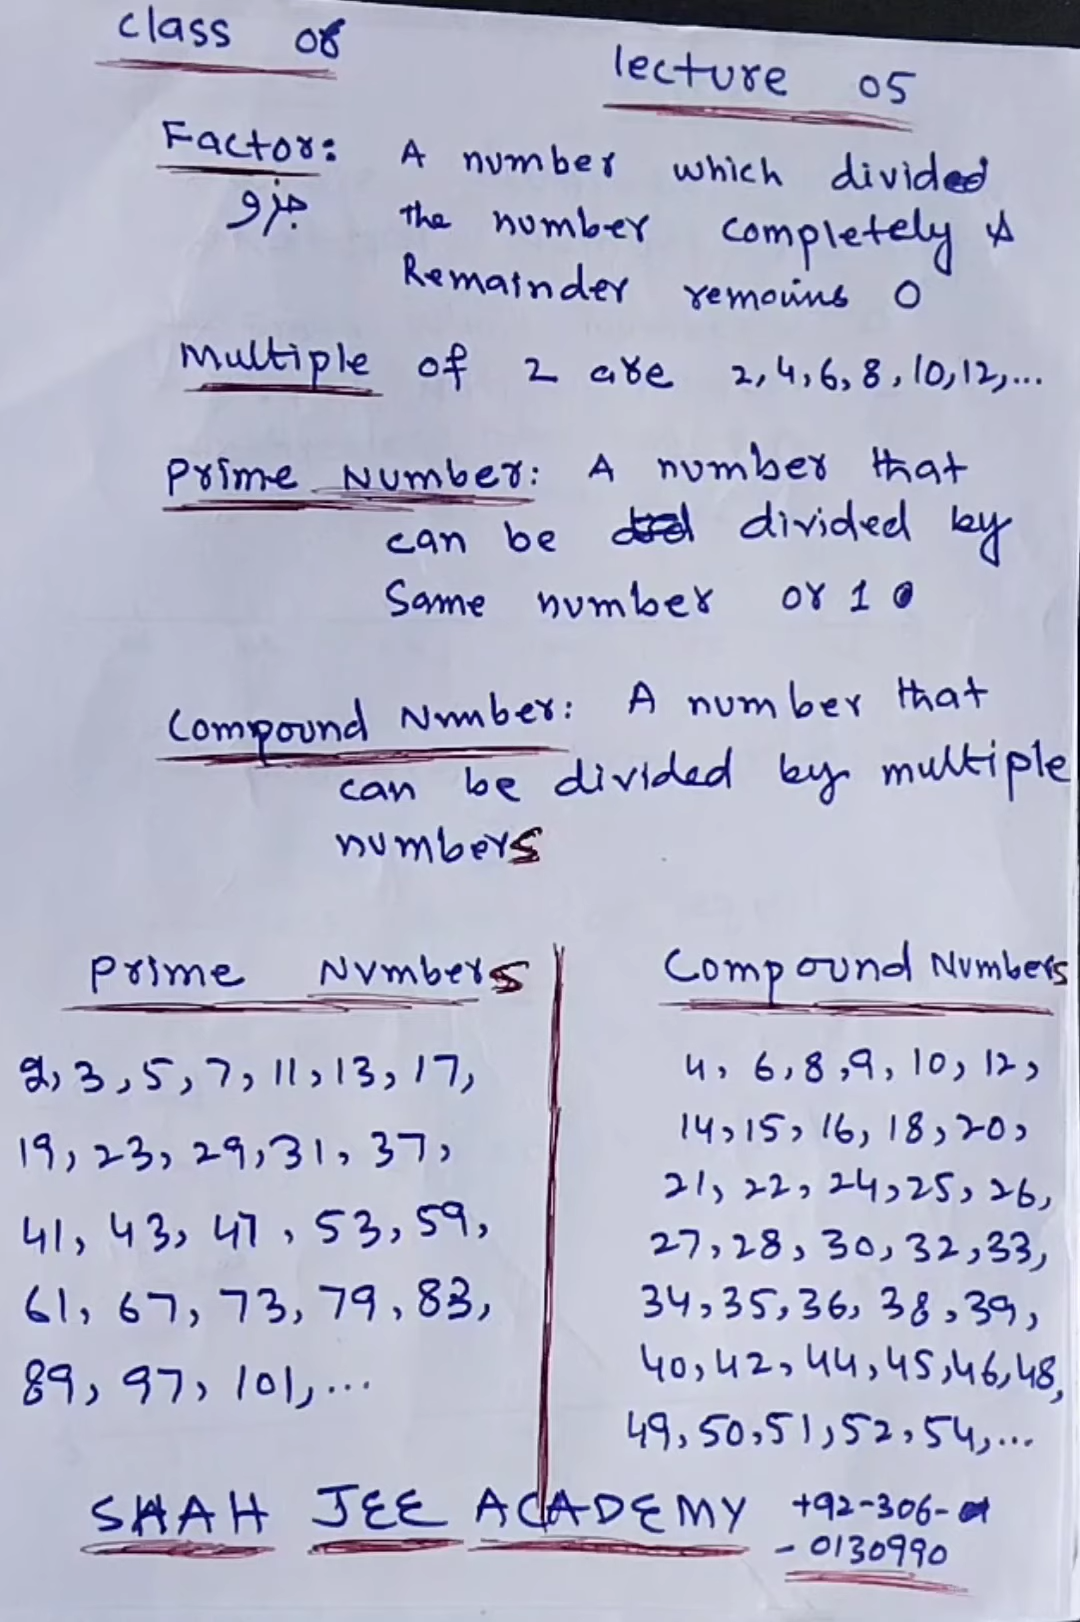 class 08
lecture 05
Factor: A number which divided
جزو the number completely &
Remainder remains 0
Multiple of 2 are 2, 4, 6, 8, 10, 12, ...
Prime Number: A number that
can be divided by
Same number or 1
Compound Number: A number that
can be divided by multiple
numbers
Prime Numbers
2, 3, 5, 7, 11, 13, 17,
19, 23, 29, 31, 37,
41, 43, 47, 53, 59,
61, 67, 73, 79, 83,
89, 97, 101, ...
Compound Numbers
4, 6, 8, 9, 10, 12,
14, 15, 16, 18, 20,
21, 22, 24, 25, 26,
27, 28, 30, 32, 33,
34, 35, 36, 38, 39,
40, 42, 44, 45, 46, 48,
49, 50, 51, 52, 54, ...
SHAH JEE ACADEMY
+92-306-
-0130990